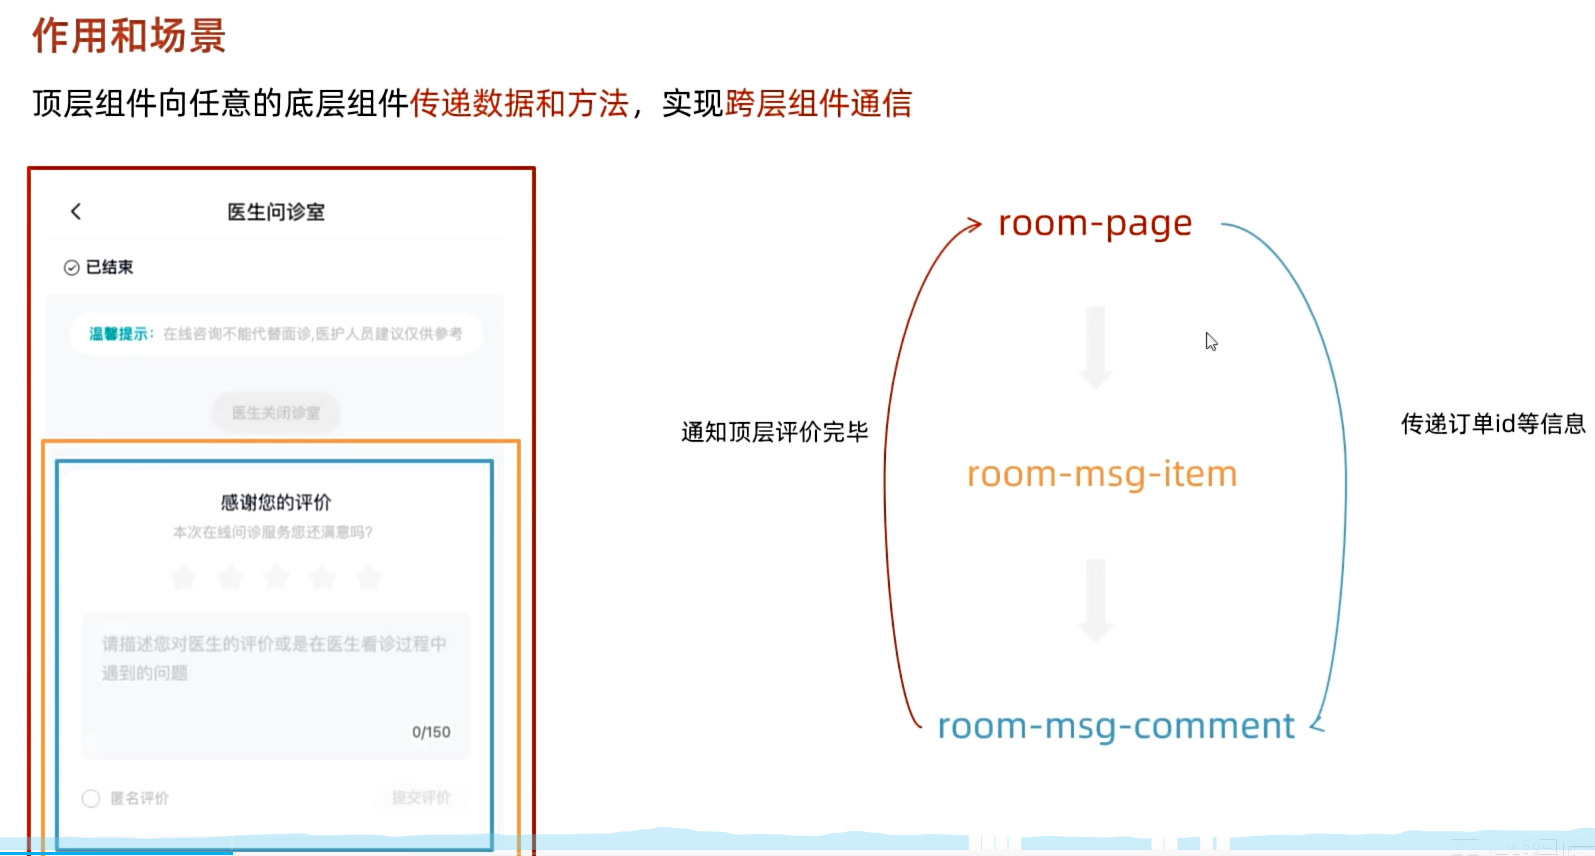 作用和场景
顶层组件向任意的底层组件传递数据和方法，实现跨层组件通信
医生问诊室
已结束
温馨提示：在线咨询不能代替面诊,医护人员建议仅供参考
医生关闭诊室
感谢您的评价
本次在线问诊服务您还满意吗？
请描述您对医生的评价或是在医生看诊过程中
遇到的问题
0/150
匿名评价
提交评价
room-page
通知顶层评价完毕
传递订单id等信息
room-msg-item
room-msg-comment